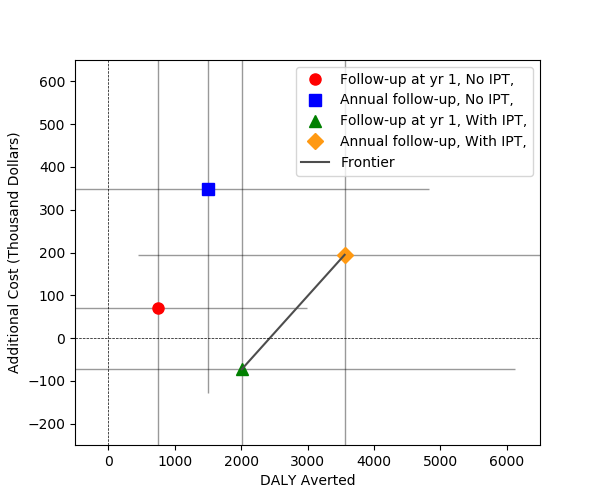 Follow-up at yr 1, No IPT,
Annual follow-up, No IPT,
Follow-up at yr 1, With IPT,
Annual follow-up, With IPT,
Frontier
Additional Cost (Thousand Dollars)
600
500
400
300
200
100
0
−100
−200
0 1000 2000 3000 4000 5000 6000
DALY Averted